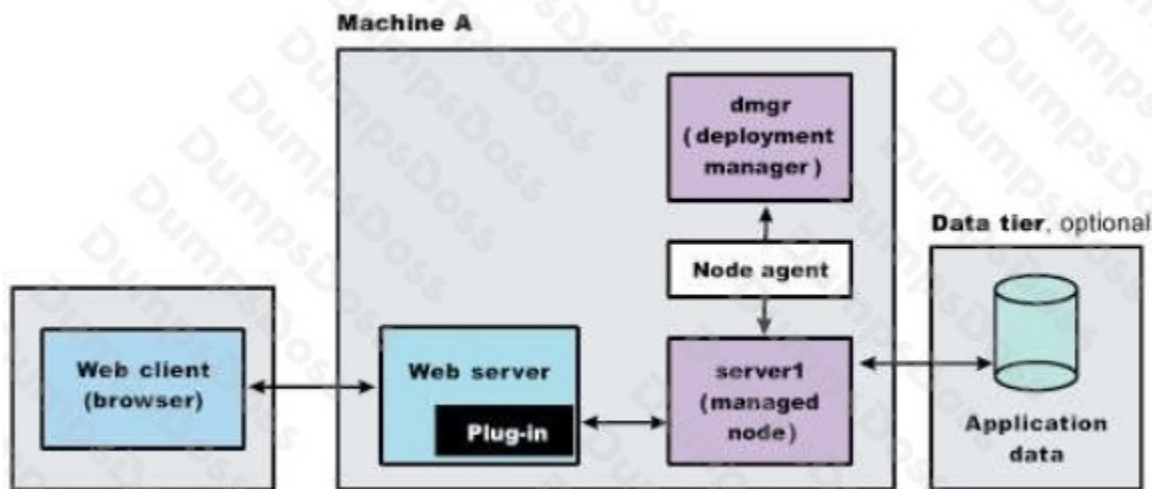 Machine A
dmgr
(deployment
manager)
Data tier, optional
Node agent
Web client
(browser)
Web server
Plug-in
server1
(managed
node)
Application
data
DumpsDoss